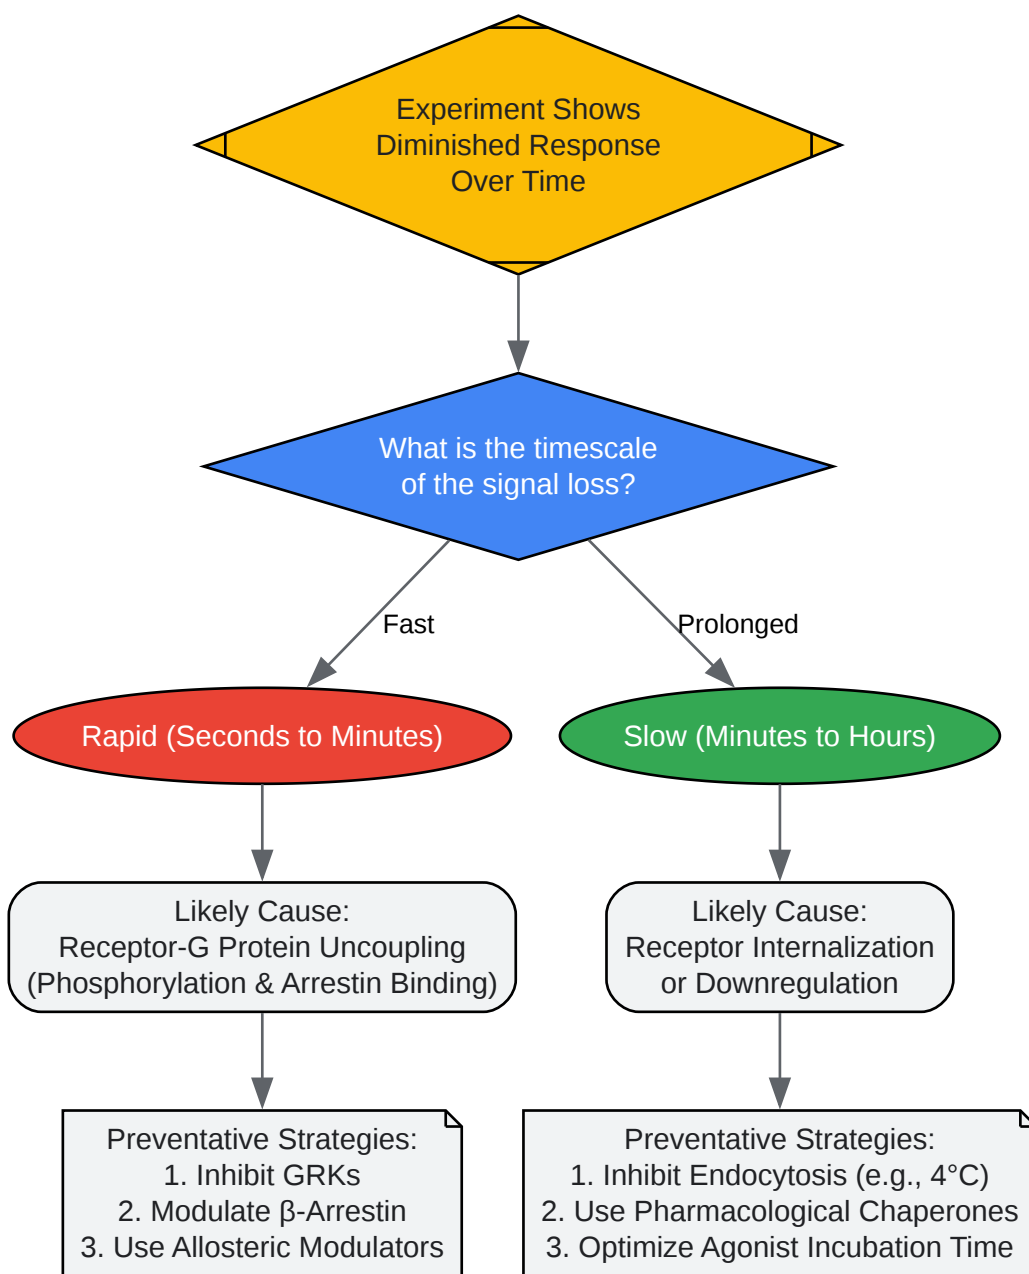 Experiment Shows
Diminished Response
Over Time
What is the timescale
of the signal loss?
Fast
Prolonged
Rapid (Seconds to Minutes)
Slow (Minutes to Hours)
Likely Cause:
Receptor-G Protein Uncoupling
(Phosphorylation & Arrestin Binding)
Likely Cause:
Receptor Internalization
or Downregulation
Preventative Strategies:
1. Inhibit GRKs
2. Modulate β-Arrestin
3. Use Allosteric Modulators
Preventative Strategies:
1. Inhibit Endocytosis (e.g., 4°C)
2. Use Pharmacological Chaperones
3. Optimize Agonist Incubation Time